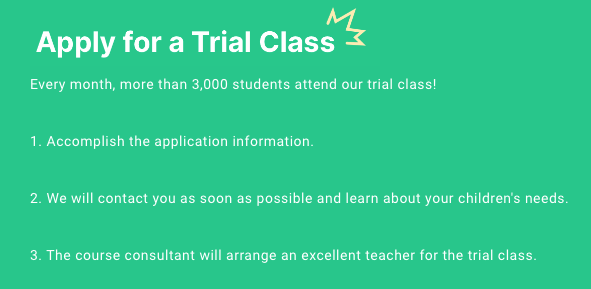 Apply for a Trial Class
Every month, more than 3,000 students attend our trial class!
1. Accomplish the application information.
2. We will contact you as soon as possible and learn about your children's needs.
3. The course consultant will arrange an excellent teacher for the trial class.